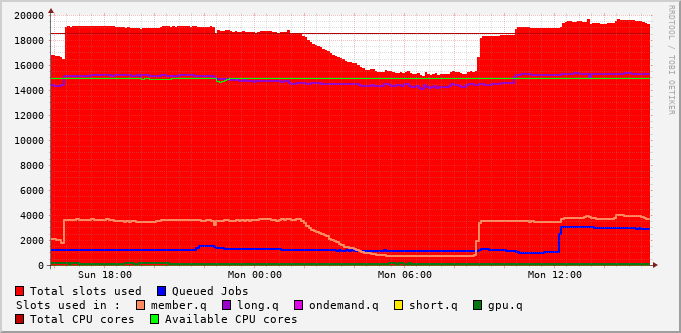 20000
18000
16000
14000
12000
10000
8000
6000
4000
2000
0
Sun 18:00 Mon 00:00 Mon 06:00 Mon 12:00
RRDTOOL / TOBI OETIKER
Total slots used Queued Jobs
Slots used in : member.q long.q ondemand.q short.q gpu.q
Total CPU cores Available CPU cores